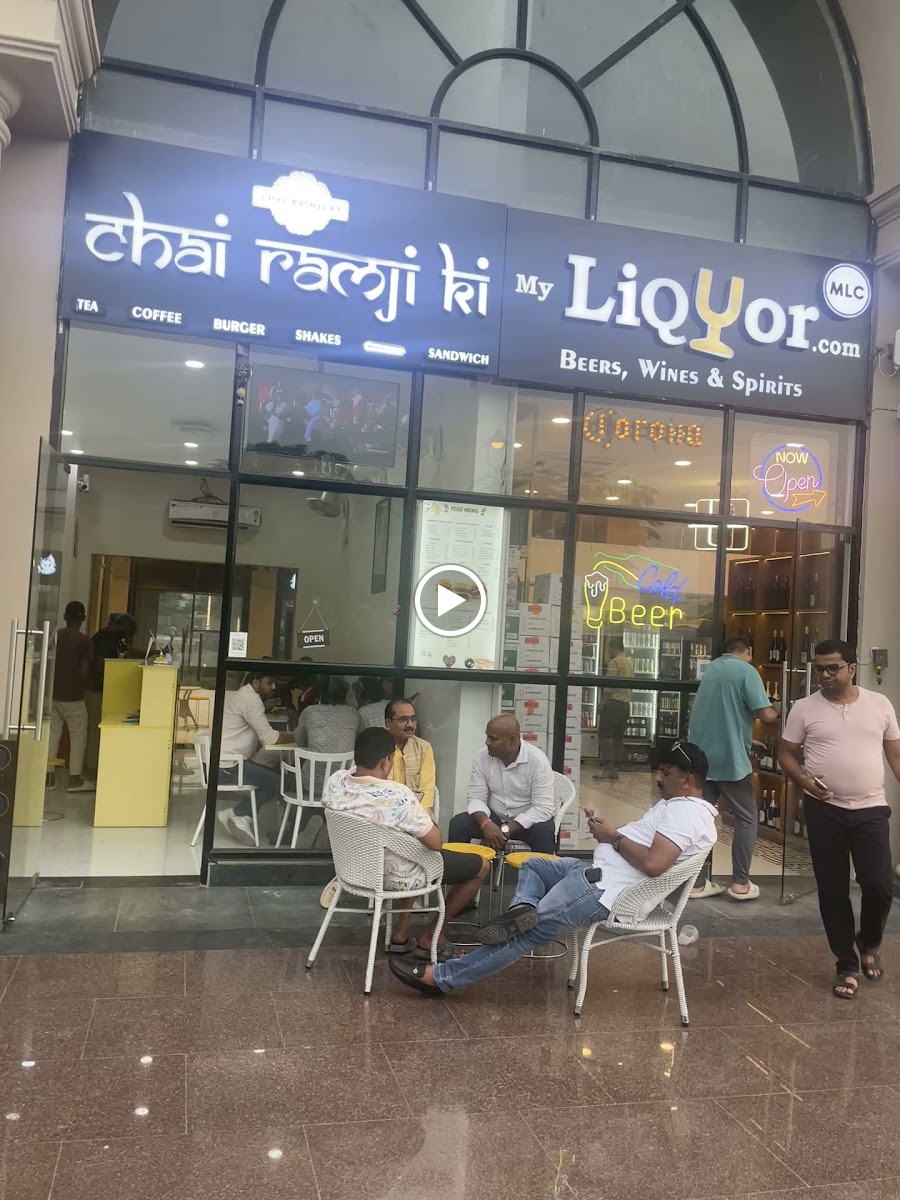 CHAI RAMJI KI
chai ramji ki
TEA COFFEE BURGER SHAKES SANDWICH
My LiQuor.com
MLC
BEERS, WINES & SPIRITS
Corona
NOW
Open
FOOD MENU
Cold
Beer
OPEN